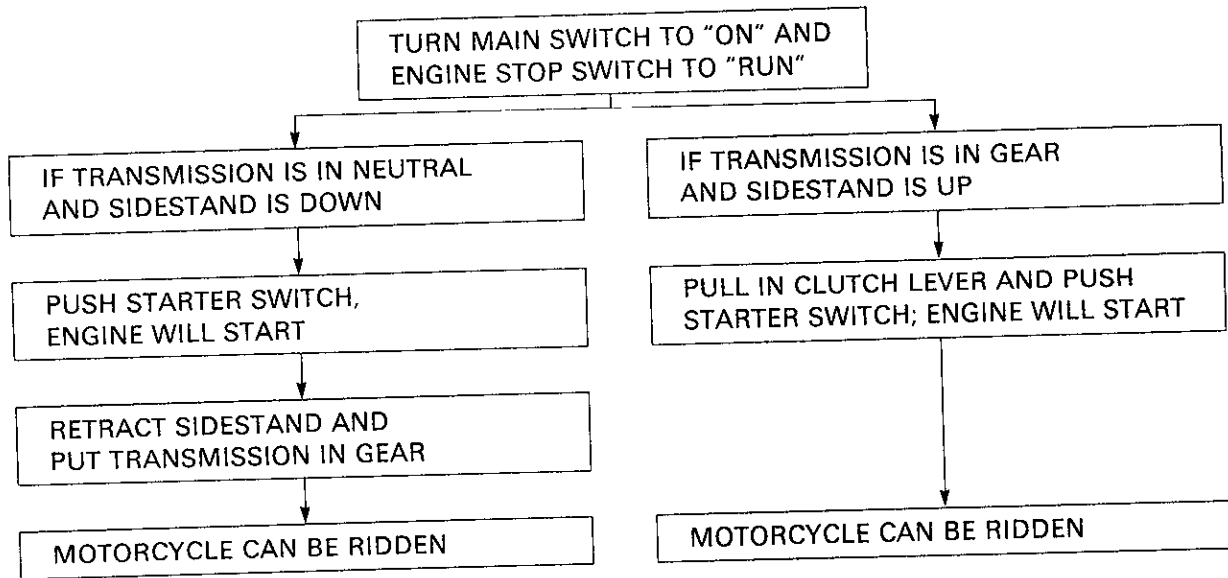 TURN MAIN SWITCH TO "ON" AND
ENGINE STOP SWITCH TO "RUN"
IF TRANSMISSION IS IN NEUTRAL
AND SIDESTAND IS DOWN
PUSH STARTER SWITCH,
ENGINE WILL START
RETRACT SIDESTAND AND
PUT TRANSMISSION IN GEAR
MOTORCYCLE CAN BE RIDDEN
IF TRANSMISSION IS IN GEAR
AND SIDESTAND IS UP
PULL IN CLUTCH LEVER AND PUSH
STARTER SWITCH; ENGINE WILL START
MOTORCYCLE CAN BE RIDDEN